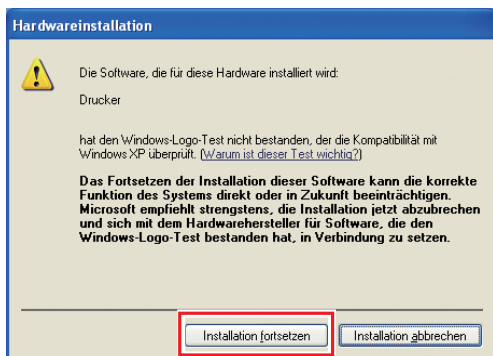 Hardwareinstallation
Die Software, die für diese Hardware installiert wird:
Drucker
hat den Windows-Logo-Test nicht bestanden, der die Kompatibilität mit
Windows XP überprüft. (Warum ist dieser Test wichtig?)
Das Fortsetzen der Installation dieser Software kann die korrekte
Funktion des Systems direkt oder in Zukunft beeinträchtigen.
Microsoft empfiehlt strengstens, die Installation jetzt abzubrechen
und sich mit dem Hardwarehersteller für Software, die den
Windows-Logo-Test bestanden hat, in Verbindung zu setzen.
Installation fortsetzen
Installation abbrechen